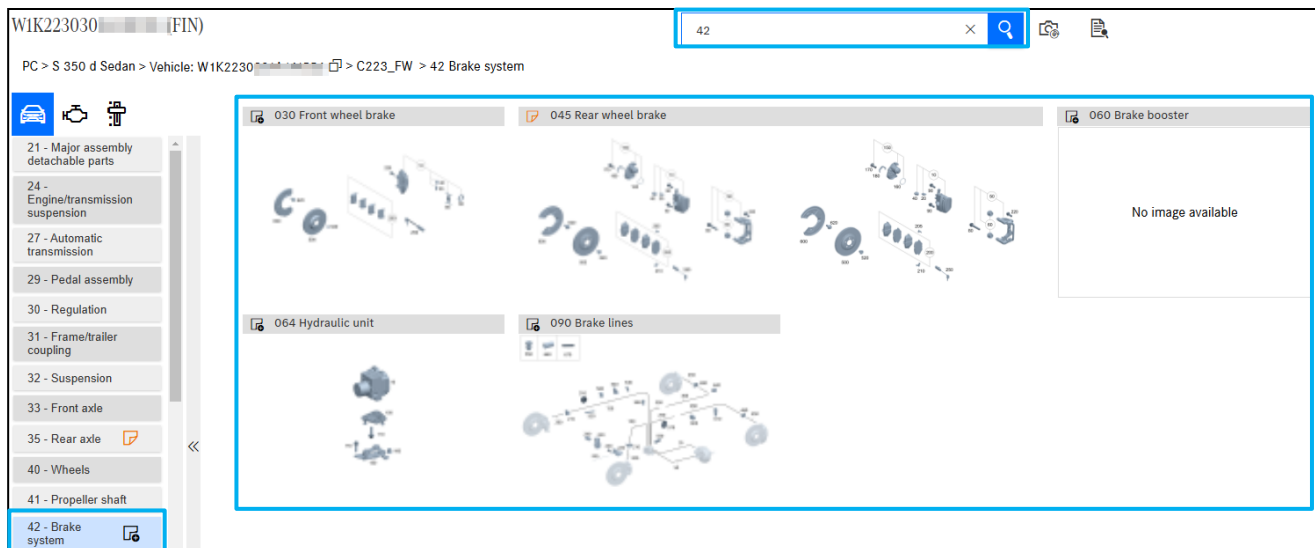 W1K223030 (FIN)
42
PC > S 350 d Sedan > Vehicle: W1K2230 > C223_FW > 42 Brake system
21 - Major assembly
detachable parts
24 -
Engine/transmission
suspension
27 - Automatic
transmission
29 - Pedal assembly
30 - Regulation
31 - Frame/trailer
coupling
32 - Suspension
33 - Front axle
35 - Rear axle
40 - Wheels
41 - Propeller shaft
42 - Brake
system
030 Front wheel brake
045 Rear wheel brake
060 Brake booster
No image available
064 Hydraulic unit
090 Brake lines